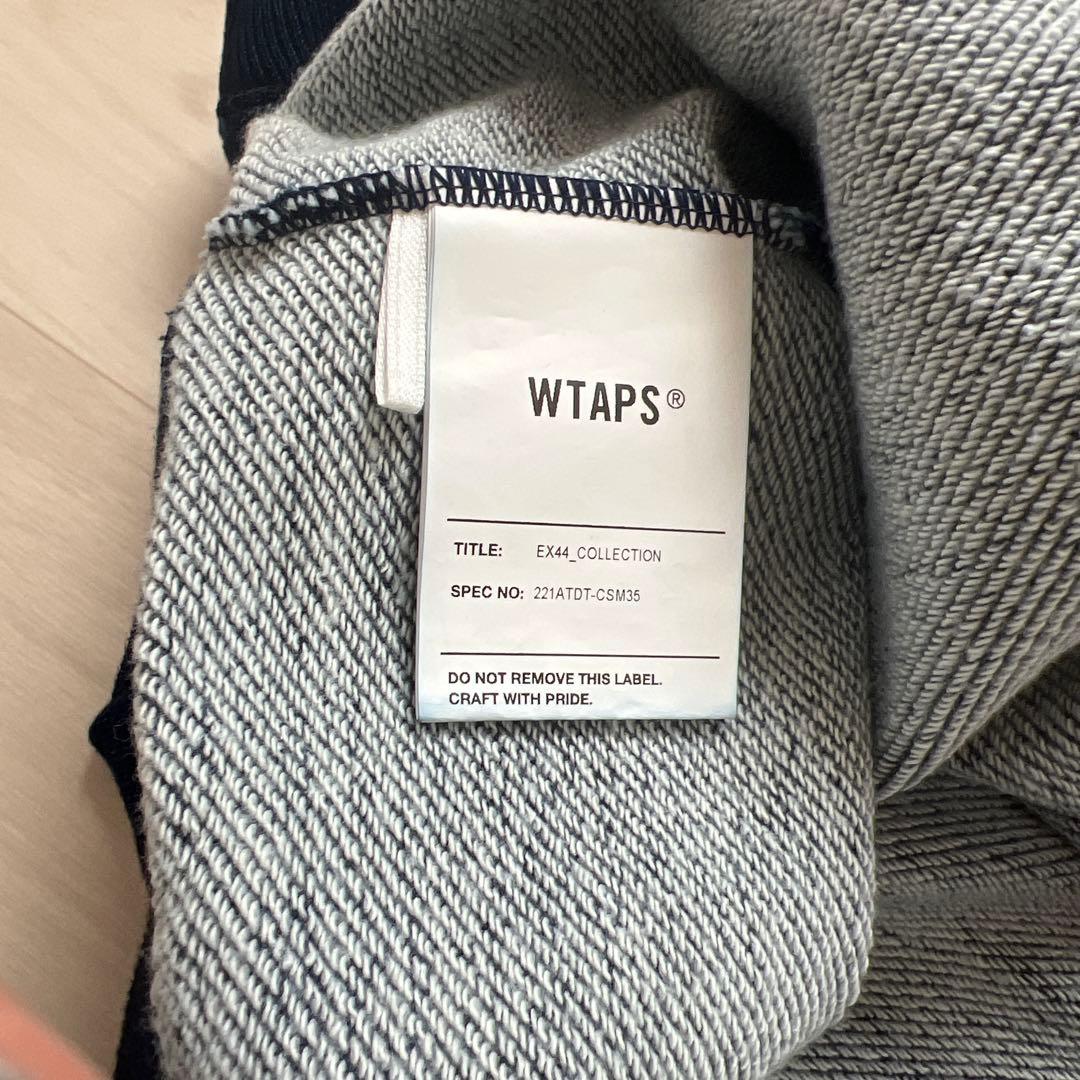 WTAPS®
TITLE: EX44_COLLECTION
SPEC NO: 221ATDT-CSM35
DO NOT REMOVE THIS LABEL.
CRAFT WITH PRIDE.